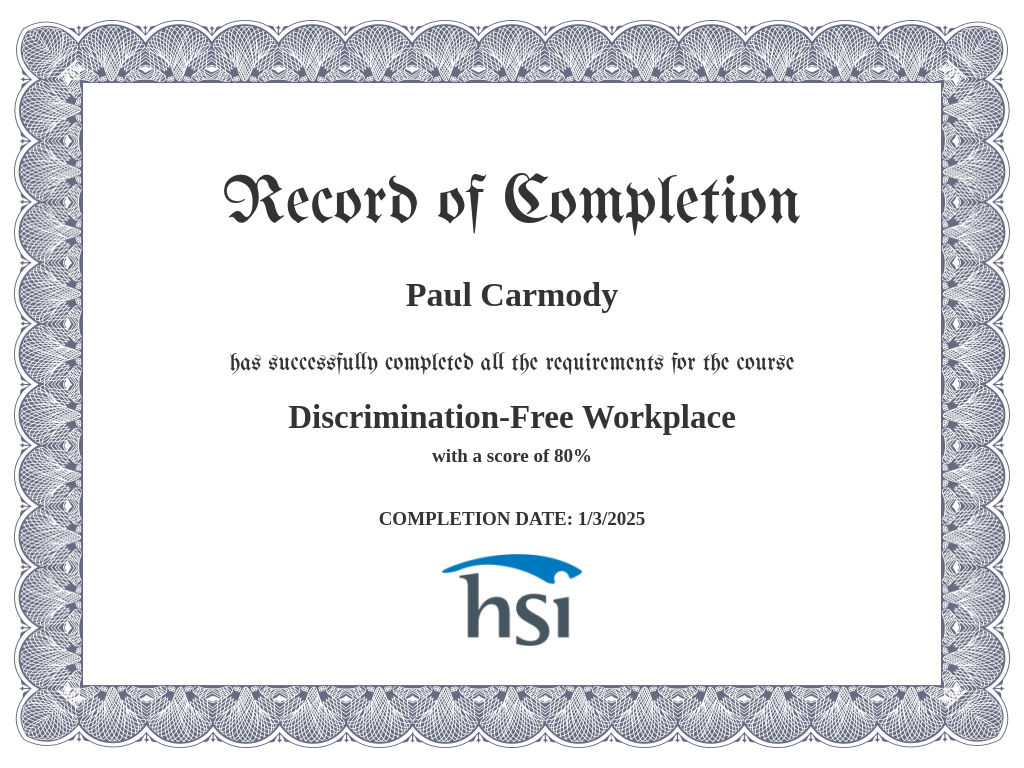 Record of Completion
Paul Carmody
has successfully completed all the requirements for the course
Discrimination-Free Workplace
with a score of 80%
COMPLETION DATE: 1/3/2025
hsi